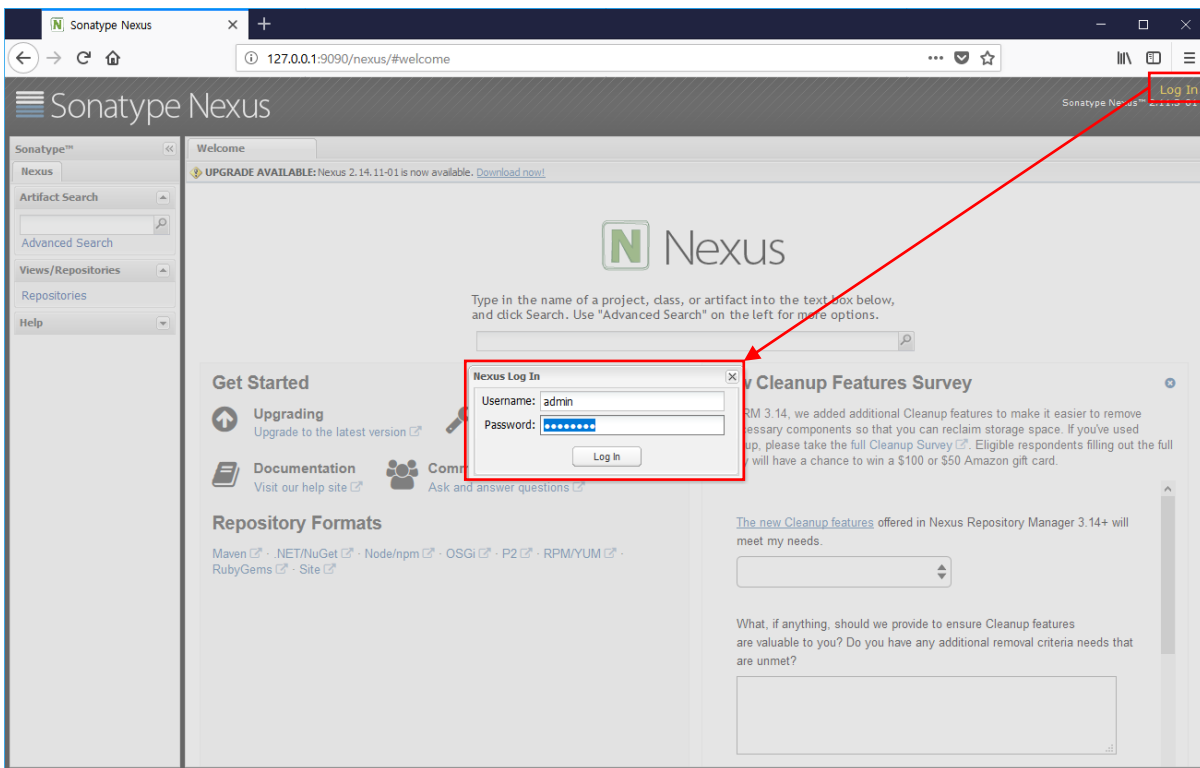 Sonatype Nexus
127.0.0.1:9090/nexus/#welcome
Sonatype Nexus
Log In
Sonatype Nexus™
Sonatype™
Welcome
Nexus
UPGRADE AVAILABLE: Nexus 2.14.11-01 is now available. Download now!
Artifact Search
Advanced Search
Views/Repositories
Repositories
Help
N Nexus
Type in the name of a project, class, or artifact into the text box below,
and click Search. Use "Advanced Search" on the left for more options.
Nexus Log In
Username: admin
Password: ••••••••
Log In
Get Started
Upgrading
Upgrade to the latest version
Documentation
Visit our help site
Ask and answer questions
Repository Formats
Maven · .NET/NuGet · Node/npm · OSGi · P2 · RPM/YUM ·
RubyGems · Site
Cleanup Features Survey
3.14, we added additional Cleanup features to make it easier to remove
components so that you can reclaim storage space. If you've used
please take the full Cleanup Survey. Eligible respondents filling out the full
will have a chance to win a $100 or $50 Amazon gift card.
The new Cleanup features offered in Nexus Repository Manager 3.14+ will
meet my needs.
What, if anything, should we provide to ensure Cleanup features
are valuable to you? Do you have any additional removal criteria needs that
are unmet?